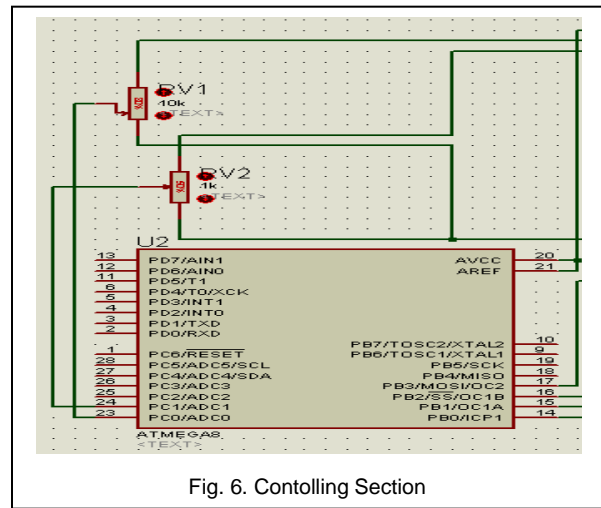 RV1
10k
<TEXT>
RV2
1k
<TEXT>
U2
13 PD7/AIN1
12 PD6/AIN0
11 PD5/T1
6 PD4/T0/XCK
5 PD3/INT1
4 PD2/INT0
3 PD1/TXD
2 PD0/RXD
1 PC6/RESET
28 PC5/ADC5/SCL
27 PC4/ADC4/SDA
26 PC3/ADC3
25 PC2/ADC2
24 PC1/ADC1
23 PC0/ADC0
AVCC 20
AREF 21
PB7/TOSC2/XTAL2 10
PB6/TOSC1/XTAL1 9
PB5/SCK 19
PB4/MISO 18
PB3/MOSI/OC2 17
PB2/SS/OC1B 16
PB1/OC1A 15
PB0/ICP1 14
ATMEGA8
<TEXT>
Fig. 6. Contolling Section